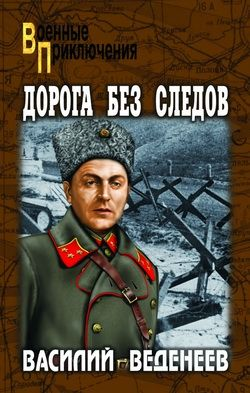 Военные
Приключения
ДОРОГА БЕЗ СЛЕДОВ
ВАСИЛИЙ ВЕДЕНЕЕВ